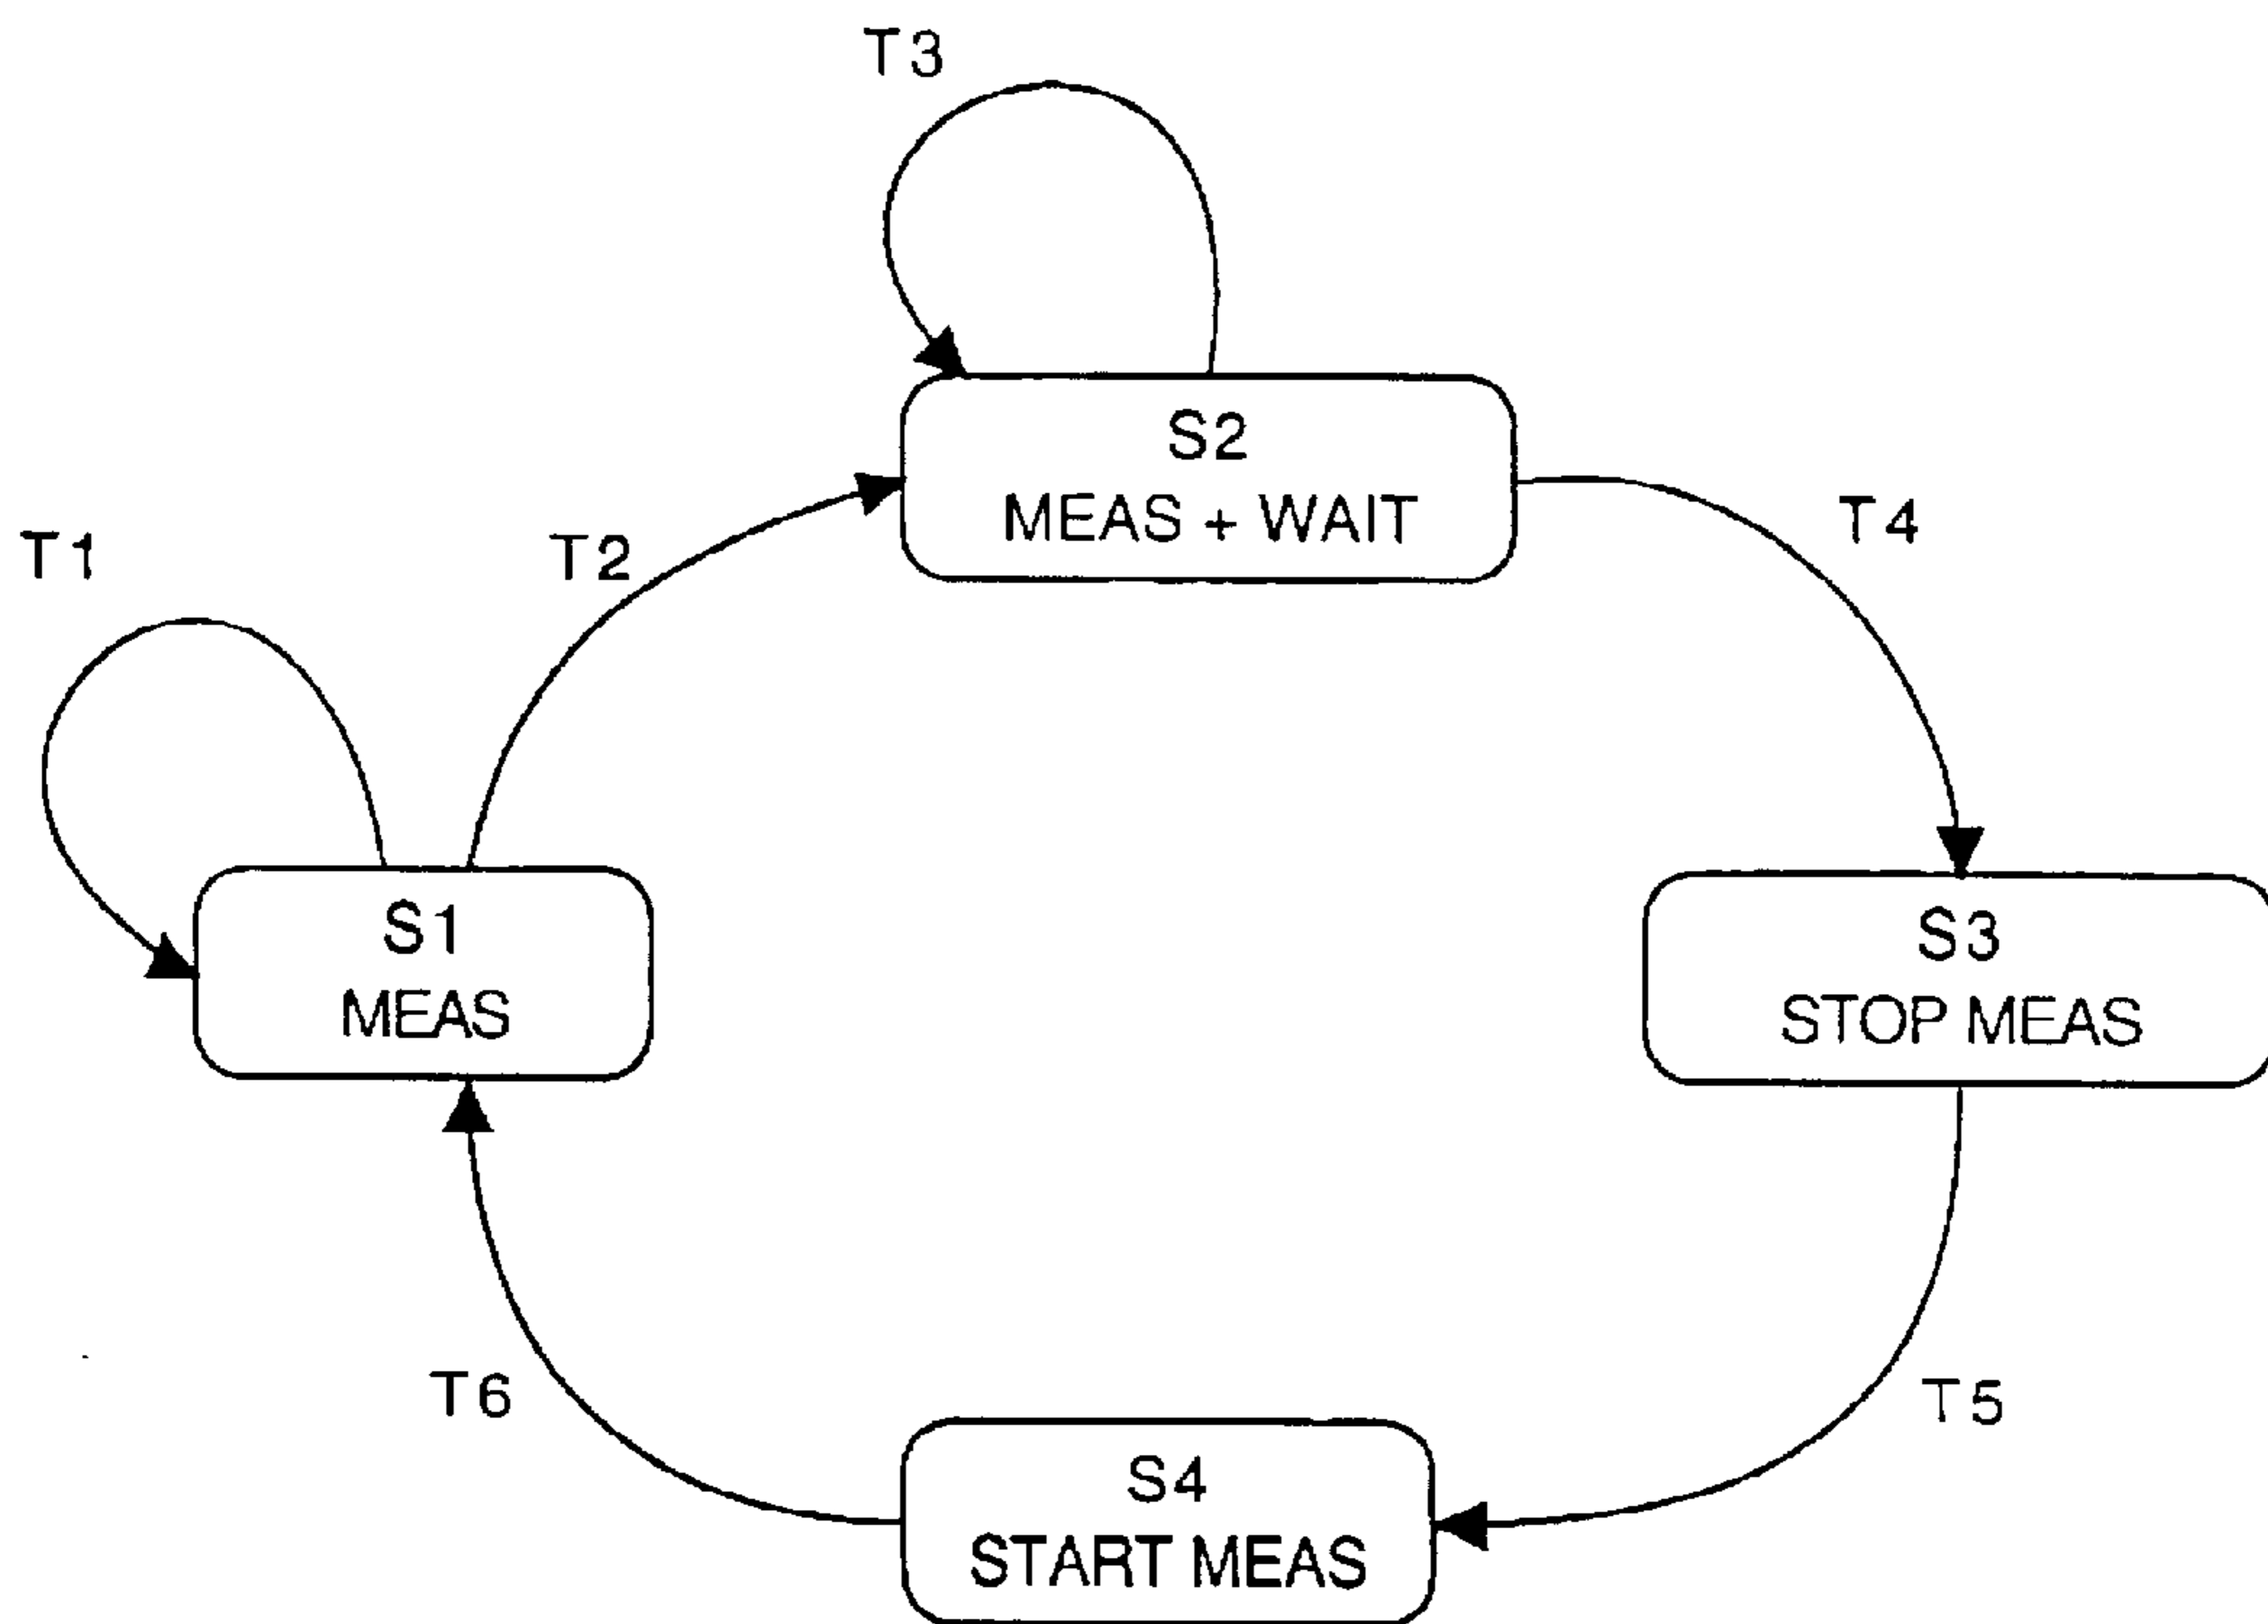 T3
S2
MEAS + WAIT
T4
T1
T2
S1
MEAS
S3
STOP MEAS
T6
T5
S4
START MEAS